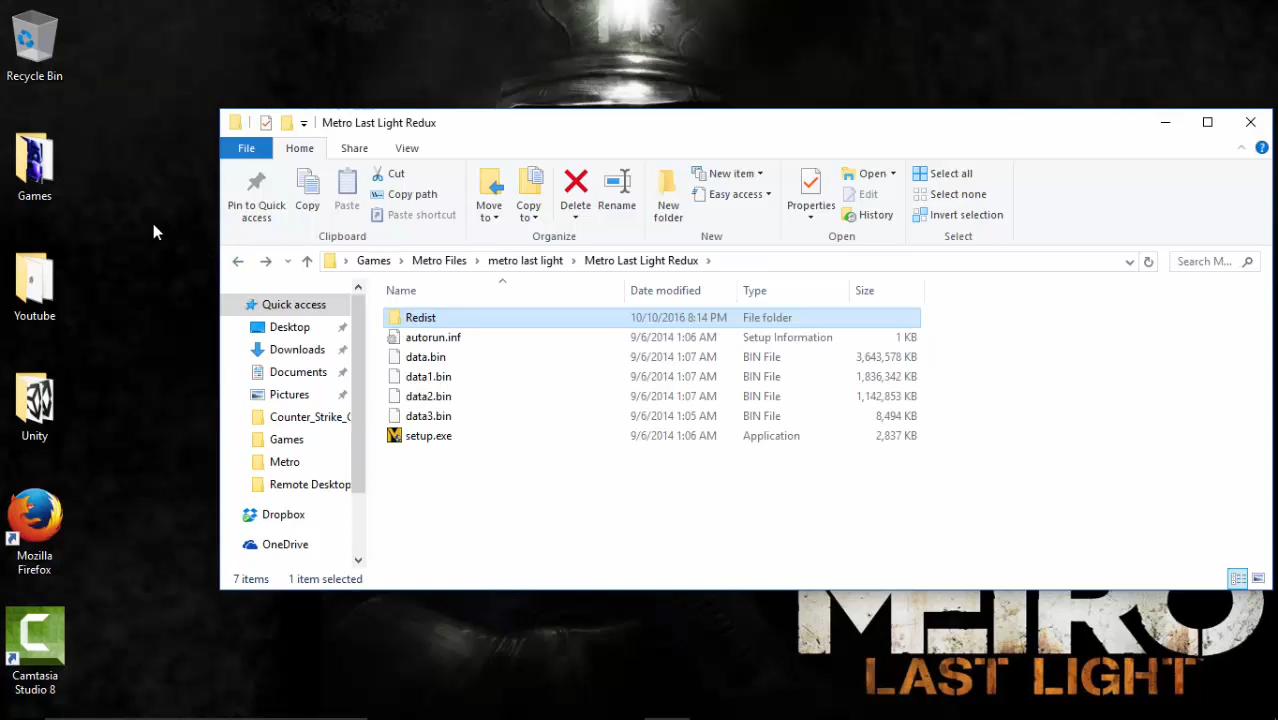 Recycle Bin
Games
Youtube
Unity
Mozilla
Firefox
Camtasia
Studio 8
Metro Last Light Redux
File Home Share View
Pin to Quick
access
Copy
Paste
Cut
Copy path
Paste shortcut
Clipboard
Move
to
Copy
to
Delete
Rename
Organize
New
folder
New item
Easy access
New
Properties
Open
Edit
History
Open
Select all
Select none
Invert selection
Select
Games > Metro Files > metro last light > Metro Last Light Redux >
Search M...
Quick access
Desktop
Downloads
Documents
Pictures
Counter_Strike_C
Games
Metro
Remote Desktop
Dropbox
OneDrive
Name Date modified Type Size
Redist 10/10/2016 8:14 PM File folder
autorun.inf 9/6/2014 1:06 AM Setup Information 1 KB
data.bin 9/6/2014 1:07 AM BIN File 3,643,578 KB
data1.bin 9/6/2014 1:07 AM BIN File 1,836,342 KB
data2.bin 9/6/2014 1:07 AM BIN File 1,142,853 KB
data3.bin 9/6/2014 1:05 AM BIN File 8,494 KB
setup.exe 9/6/2014 1:06 AM Application 2,837 KB
7 items 1 item selected
METRO
LAST LIGHT